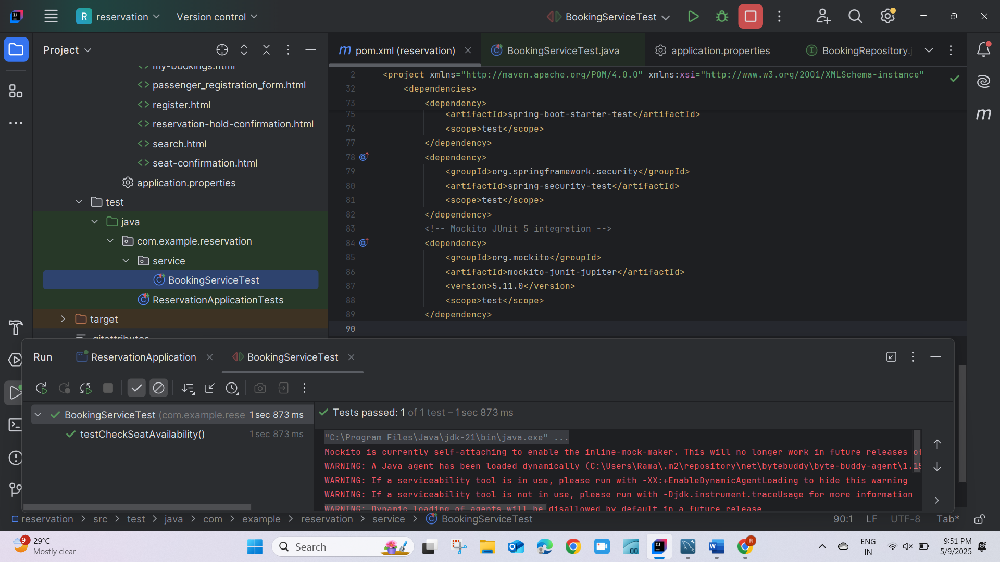 R reservation Version control BookingServiceTest
Project
pom.xml (reservation) BookingServiceTest.java application.properties BookingRepository.j
my-bookings.html
passenger_registration_form.html
register.html
reservation-hold-confirmation.html
search.html
seat-confirmation.html
application.properties
test
java
com.example.reservation
service
BookingServiceTest
ReservationApplicationTests
target
.gitattributes
2 <project xmlns="http://maven.apache.org/POM/4.0.0" xmlns:xsi="http://www.w3.org/2001/XMLSchema-instance"
32 <dependencies>
73 <dependency>
75 <artifactId>spring-boot-starter-test</artifactId>
76 <scope>test</scope>
77 </dependency>
78 <dependency>
79 <groupId>org.springframework.security</groupId>
80 <artifactId>spring-security-test</artifactId>
81 <scope>test</scope>
82 </dependency>
83 <!-- Mockito JUnit 5 integration -->
84 <dependency>
85 <groupId>org.mockito</groupId>
86 <artifactId>mockito-junit-jupiter</artifactId>
87 <version>5.11.0</version>
88 <scope>test</scope>
89 </dependency>
90
Run ReservationApplication BookingServiceTest
BookingServiceTest (com.example.rese 1 sec 873 ms
testCheckSeatAvailability() 1 sec 873 ms
Tests passed: 1 of 1 test – 1 sec 873 ms
"C:\Program Files\Java\jdk-21\bin\java.exe" ...
Mockito is currently self-attaching to enable the inline-mock-maker. This will no longer work in future releases of
WARNING: A Java agent has been loaded dynamically (C:\Users\Rama\.m2\repository\net\bytebuddy\byte-buddy-agent\1.15
WARNING: If a serviceability tool is in use, please run with -XX:+EnableDynamicAgentLoading to hide this warning
WARNING: If a serviceability tool is not in use, please run with -Djdk.instrument.traceUsage for more information
WARNING: Dynamic loading of agents will be disallowed by default in a future release
reservation > src > test > java > com > example > reservation > service > BookingServiceTest 90:1 LF UTF-8 Tab*
9+ 29°C
Mostly clear
Search
ENG
IN
9:51 PM
5/9/2025